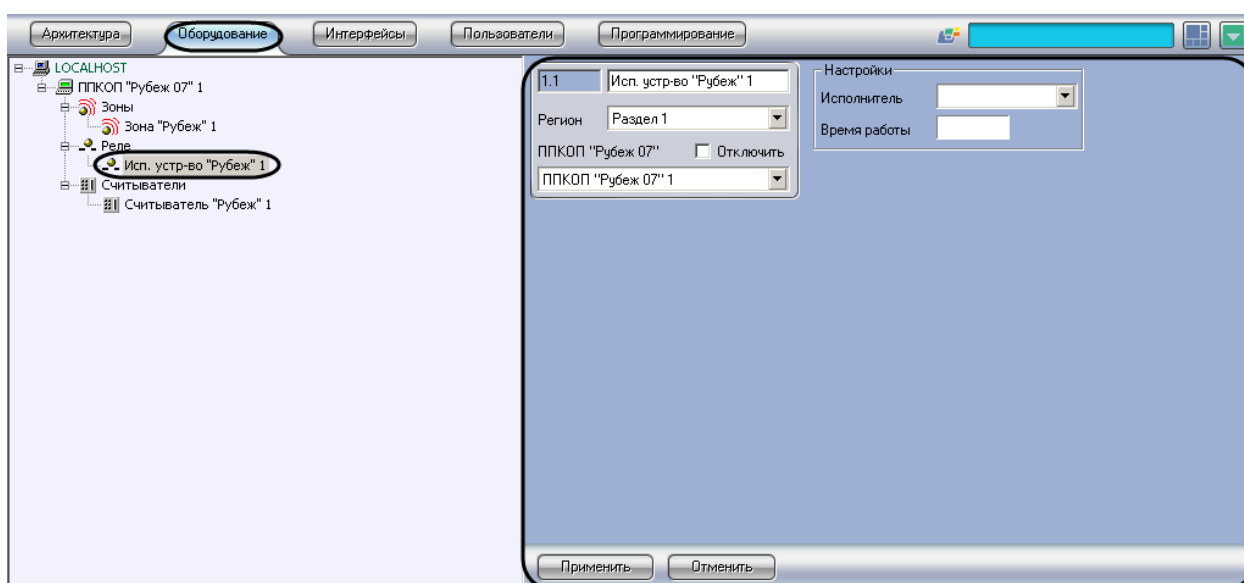 Архитектура Оборудование Интерфейсы Пользователи Программирование
LOCALHOST
ППКОП "Рубеж 07" 1
Зоны
Зона "Рубеж" 1
Реле
Исп. устр-во "Рубеж" 1
Считыватели
Считыватель "Рубеж" 1
1.1 Исп. устр-во "Рубеж" 1
Регион Раздел 1
ППКОП "Рубеж 07" Отключить
ППКОП "Рубеж 07" 1
Настройки
Исполнитель
Время работы
Применить Отменить